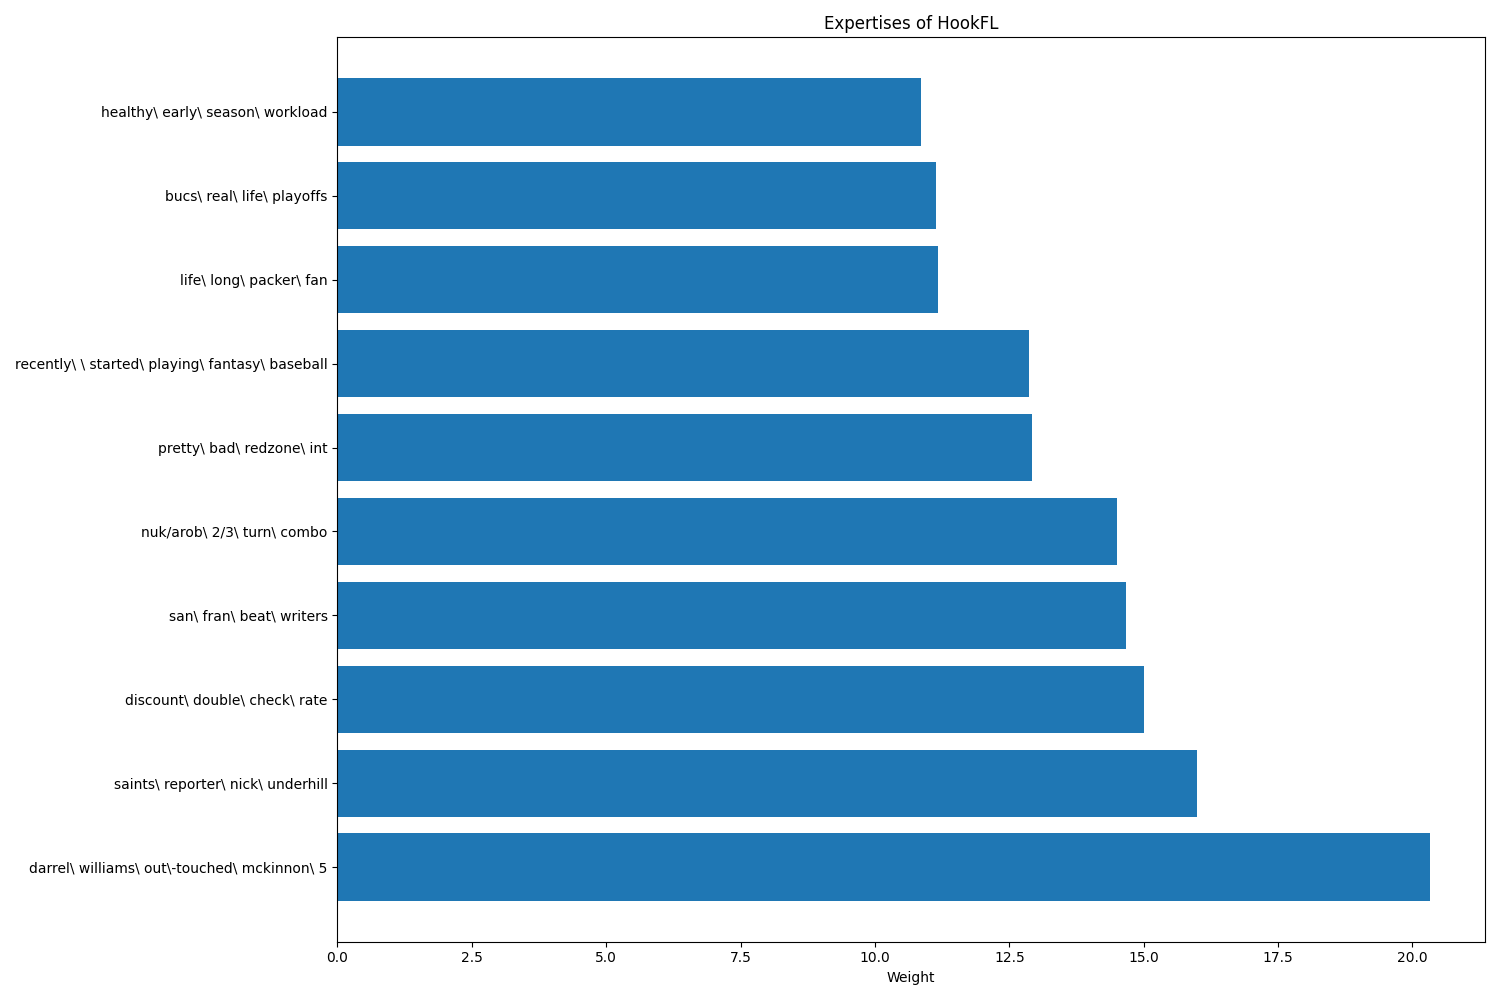 Expertises of HookFL
healthy\ early\ season\ workload
bucs\ real\ life\ playoffs
life\ long\ packer\ fan
recently\ \ started\ playing\ fantasy\ baseball
pretty\ bad\ redzone\ int
nuk/arob\ 2/3\ turn\ combo
san\ fran\ beat\ writers
discount\ double\ check\ rate
saints\ reporter\ nick\ underhill
darrel\ williams\ out\-touched\ mckinnon\ 5
0.0 2.5 5.0 7.5 10.0 12.5 15.0 17.5 20.0
Weight